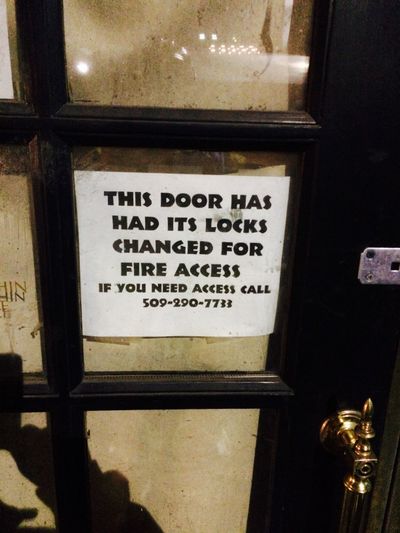 THIS DOOR HAS
HAD ITS LOCKS
CHANGED FOR
FIRE ACCESS
IF YOU NEED ACCESS CALL
509-290-7733